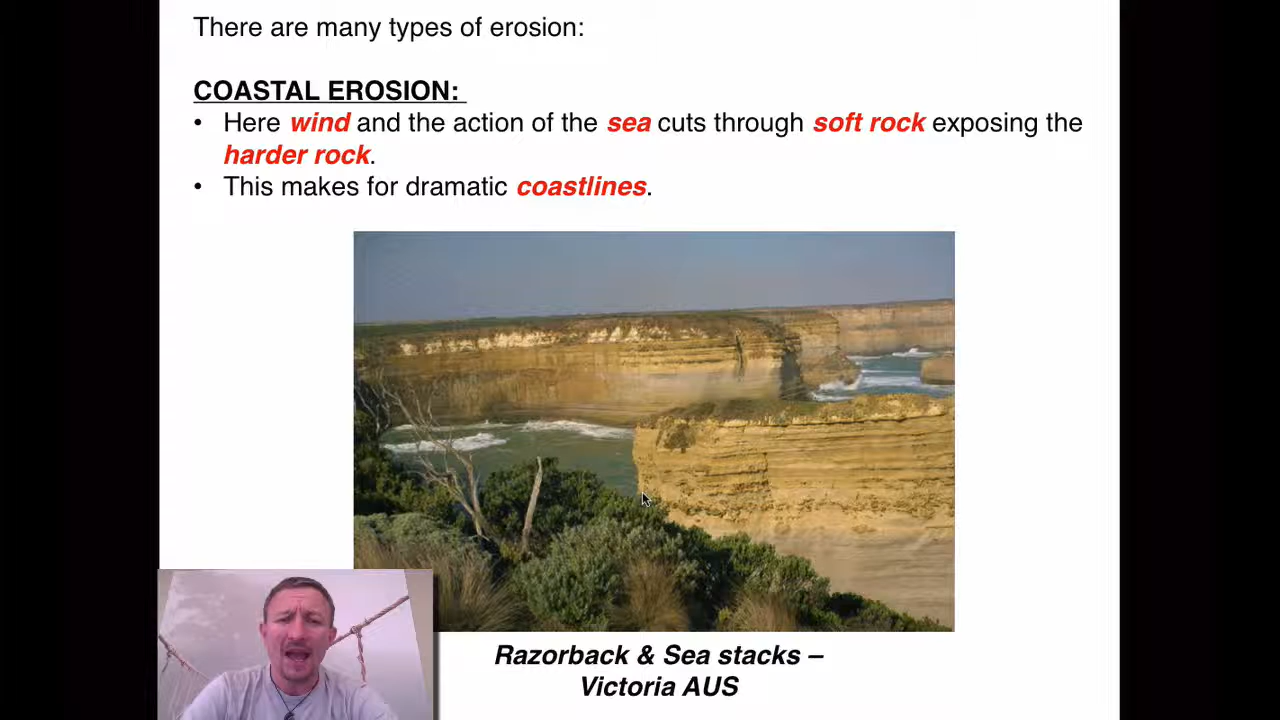 There are many types of erosion:
COASTAL EROSION:
• Here wind and the action of the sea cuts through soft rock exposing the
harder rock.
• This makes for dramatic coastlines.
Razorback & Sea stacks –
Victoria AUS